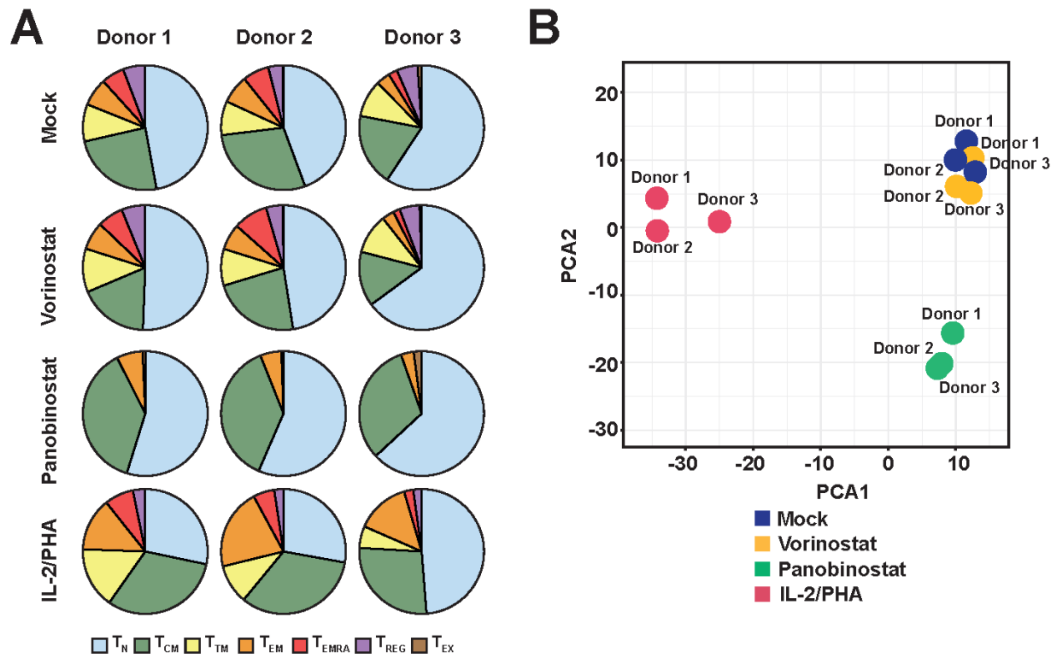 A
Donor 1 Donor 2 Donor 3
Mock
Vorinostat
Panobinostat
IL-2/PHA
TN TCM TTM TEM TEMRA TREG TEX
B
PCA2
20
10
0
-10
-20
-30
Donor 1
Donor 1
Donor 2
Donor 3
Donor 2
Donor 3
Donor 1
Donor 3
Donor 2
Donor 1
Donor 2
Donor 3
-30 -20 -10 0 10
PCA1
Mock
Vorinostat
Panobinostat
IL-2/PHA